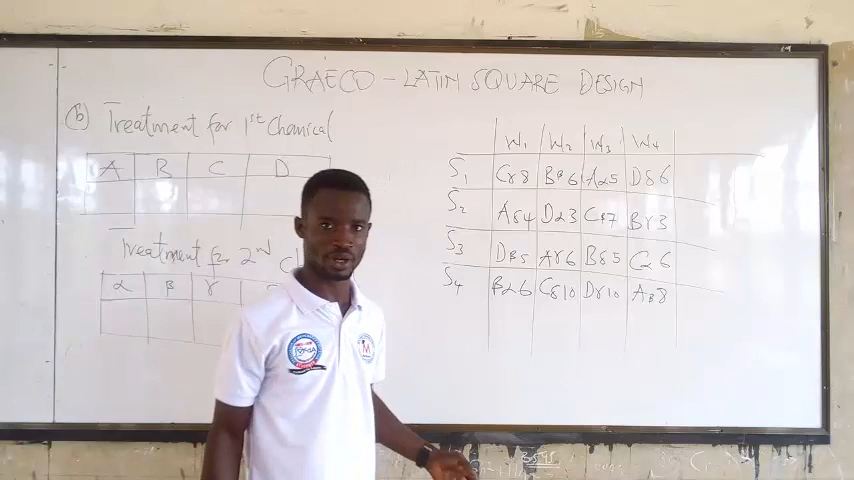 GRAECO - LATIN SQUARE DESIGN
(b) Treatment for 1st Chemical
A B C D
Treatment for 2nd
α β γ
W1 W2 W3 W4
S1 Cγ8 Bβ6 Aα5 Dδ6
S2 Aδ4 Dα3 Cβ7 Bγ3
S3 Dβ5 Aγ6 Bδ5 Cα6
S4 Bα6 Cδ10 Dγ10 Aβ8